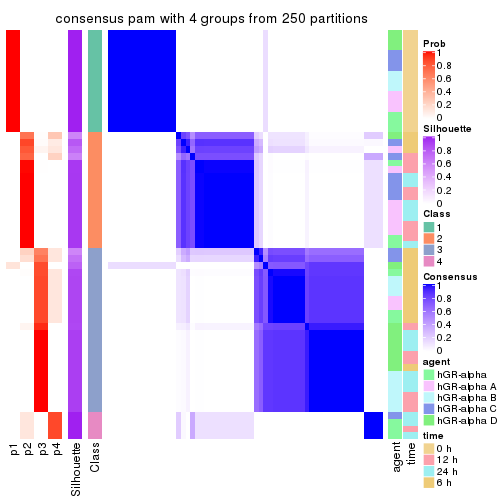 consensus pam with 4 groups from 250 partitions
Prob
1
0.8
0.6
0.4
0.2
0
Silhouette
1
0.8
0.6
0.4
0.2
0
Class
1
2
3
4
Consensus
1
0.8
0.6
0.4
0.2
0
agent
hGR-alpha
hGR-alpha A
hGR-alpha B
hGR-alpha C
hGR-alpha D
time
0 h
12 h
24 h
6 h
p1
p2
p3
p4
Silhouette
Class
agent
time